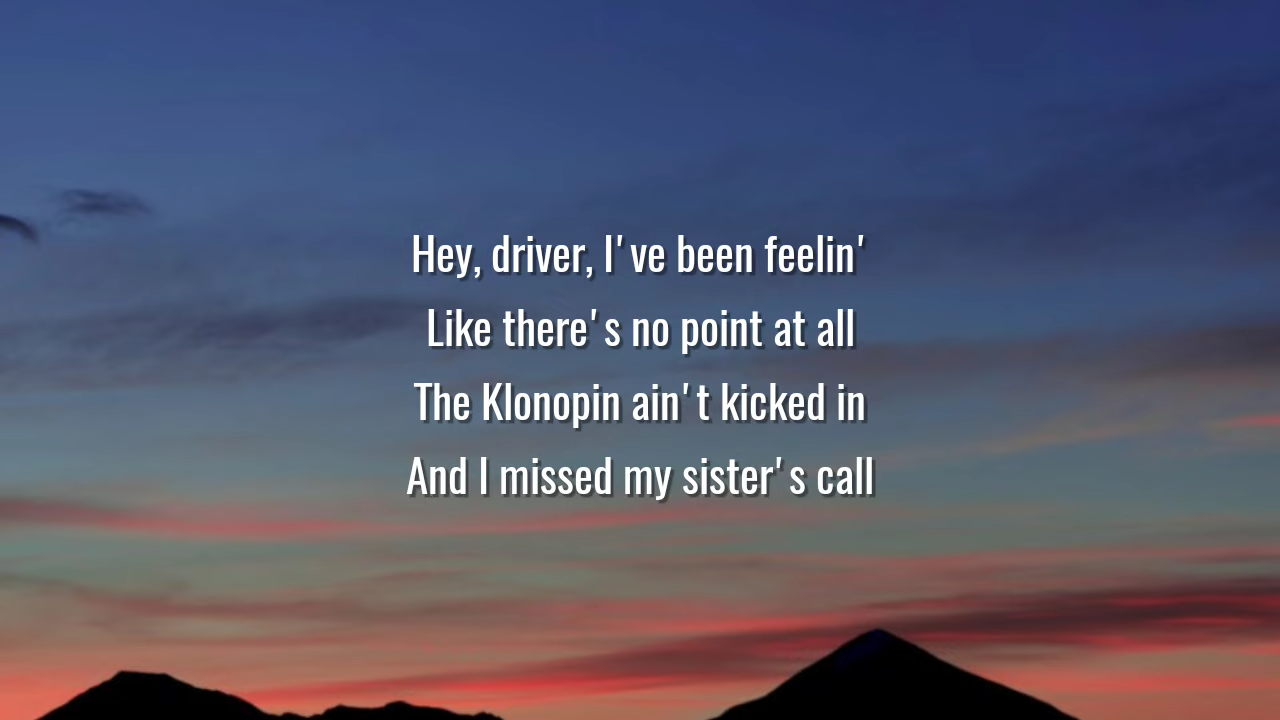 Hey, driver, I've been feelin'
Like there's no point at all
The Klonopin ain't kicked in
And I missed my sister's call